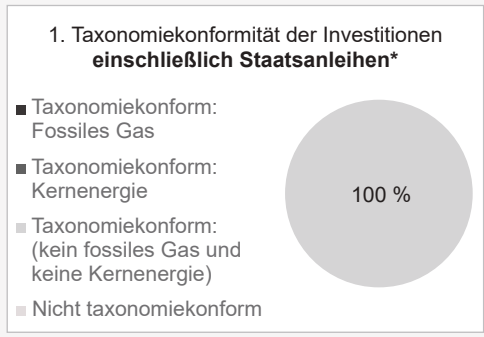 1. Taxonomiekonformität der Investitionen
einschließlich Staatsanleihen*
Taxonomiekonform:
Fossiles Gas
Taxonomiekonform:
Kernenergie
Taxonomiekonform:
(kein fossiles Gas und
keine Kernenergie)
Nicht taxonomiekonform
100 %